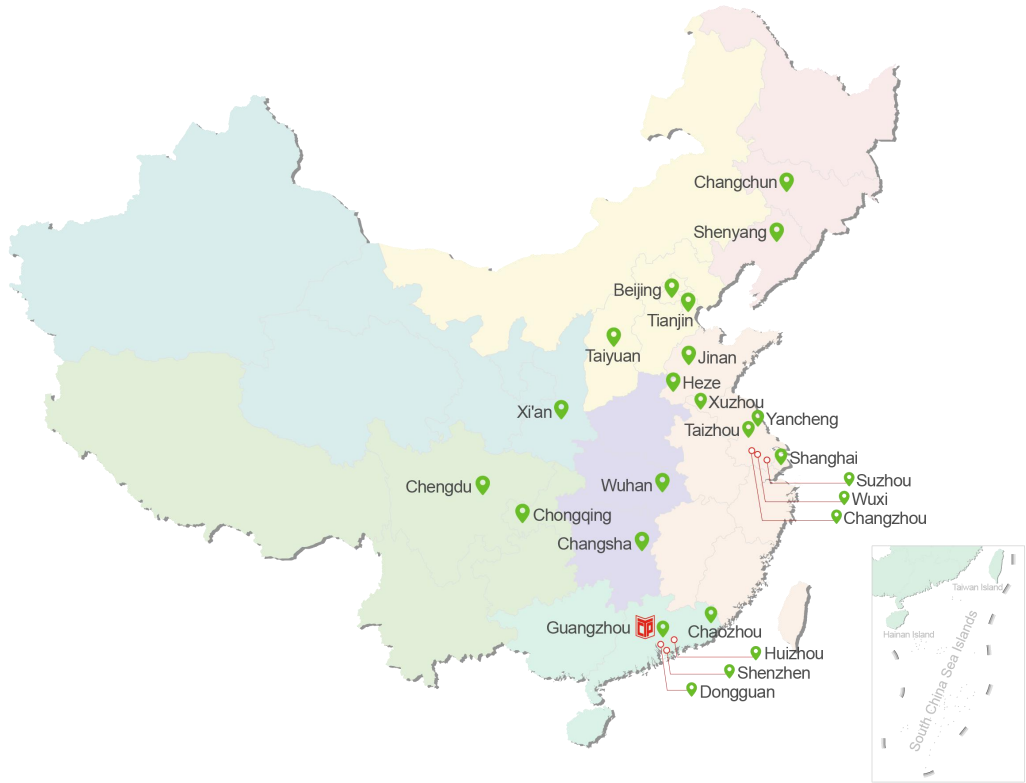 Changchun
Shenyang
Beijing
Tianjin
Taiyuan
Jinan
Heze
Xuzhou
Xi'an
Yancheng
Taizhou
Shanghai
Suzhou
Chengdu
Wuhan
Wuxi
Chongqing
Changzhou
Changsha
Taiwan Island
Guangzhou
Chaozhou
Hainan Island
Huizhou
Shenzhen
Dongguan
South China Sea Islands